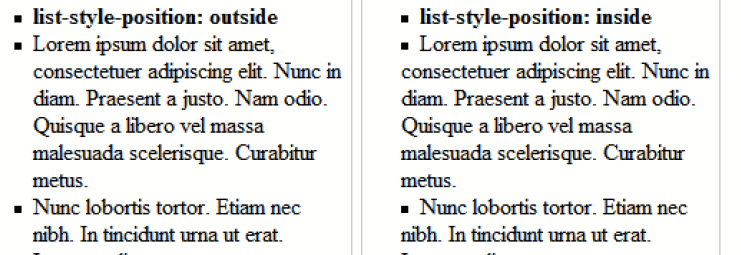 ▪ list-style-position: outside
▪ Lorem ipsum dolor sit amet,
consectetuer adipiscing elit. Nunc in
diam. Praesent a justo. Nam odio.
Quisque a libero vel massa
malesuada scelerisque. Curabitur
metus.
▪ Nunc lobortis tortor. Etiam nec
nibh. In tincidunt urna ut erat.
▪ list-style-position: inside
▪ Lorem ipsum dolor sit amet,
consectetuer adipiscing elit. Nunc in
diam. Praesent a justo. Nam odio.
Quisque a libero vel massa
malesuada scelerisque. Curabitur
metus.
▪ Nunc lobortis tortor. Etiam nec
nibh. In tincidunt urna ut erat.